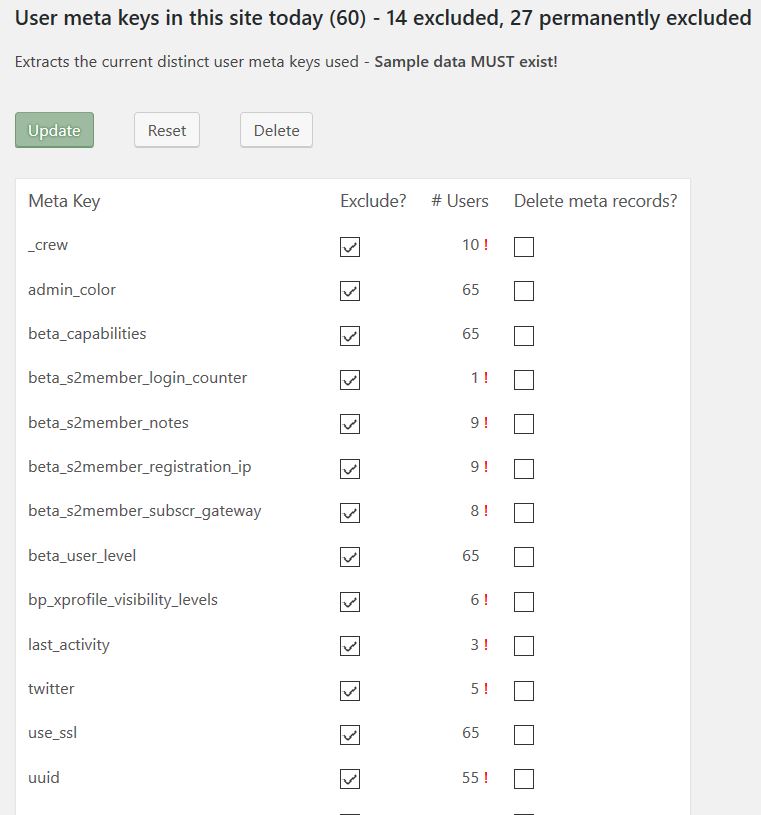 User meta keys in this site today (60) - 14 excluded, 27 permanently excluded
Extracts the current distinct user meta keys used - Sample data MUST exist!
Update Reset Delete
Meta Key Exclude? # Users Delete meta records?
_crew 10 !
admin_color 65
beta_capabilities 65
beta_s2member_login_counter 1 !
beta_s2member_notes 9 !
beta_s2member_registration_ip 9 !
beta_s2member_subscr_gateway 8 !
beta_user_level 65
bp_xprofile_visibility_levels 6 !
last_activity 3 !
twitter 5 !
use_ssl 65
uuid 55 !